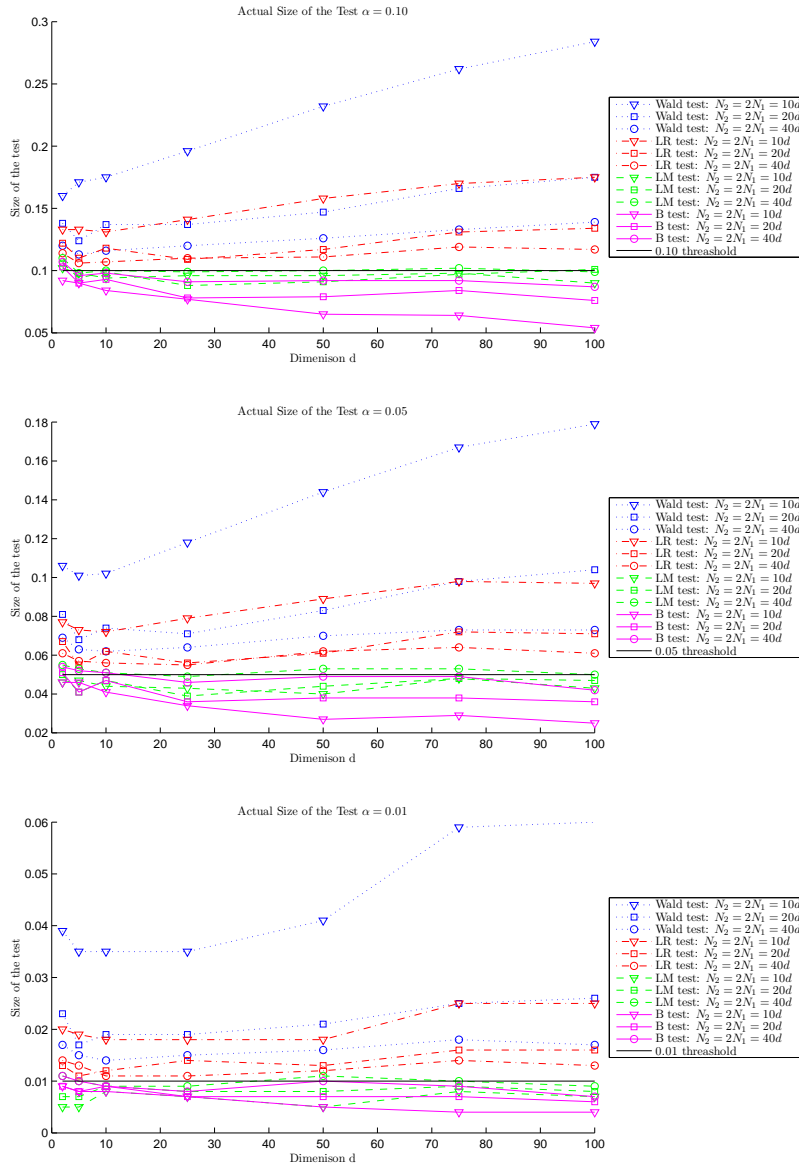 Actual Size of the Test α = 0.10
0.3
0.25
0.2
0.15
0.1
0.05
Size of the test
0 10 20 30 40 50 60 70 80 90 100
Dimenison d
Wald test: N₂ = 2N₁ = 10d
Wald test: N₂ = 2N₁ = 20d
Wald test: N₂ = 2N₁ = 40d
LR test: N₂ = 2N₁ = 10d
LR test: N₂ = 2N₁ = 20d
LR test: N₂ = 2N₁ = 40d
LM test: N₂ = 2N₁ = 10d
LM test: N₂ = 2N₁ = 20d
LM test: N₂ = 2N₁ = 40d
B test: N₂ = 2N₁ = 10d
B test: N₂ = 2N₁ = 20d
B test: N₂ = 2N₁ = 40d
0.10 threashold
Actual Size of the Test α = 0.05
0.18
0.16
0.14
0.12
0.1
0.08
0.06
0.04
0.02
Size of the test
0 10 20 30 40 50 60 70 80 90 100
Dimenison d
Wald test: N₂ = 2N₁ = 10d
Wald test: N₂ = 2N₁ = 20d
Wald test: N₂ = 2N₁ = 40d
LR test: N₂ = 2N₁ = 10d
LR test: N₂ = 2N₁ = 20d
LR test: N₂ = 2N₁ = 40d
LM test: N₂ = 2N₁ = 10d
LM test: N₂ = 2N₁ = 20d
LM test: N₂ = 2N₁ = 40d
B test: N₂ = 2N₁ = 10d
B test: N₂ = 2N₁ = 20d
B test: N₂ = 2N₁ = 40d
0.05 threashold
Actual Size of the Test α = 0.01
0.06
0.05
0.04
0.03
0.02
0.01
0
Size of the test
0 10 20 30 40 50 60 70 80 90 100
Dimenison d
Wald test: N₂ = 2N₁ = 10d
Wald test: N₂ = 2N₁ = 20d
Wald test: N₂ = 2N₁ = 40d
LR test: N₂ = 2N₁ = 10d
LR test: N₂ = 2N₁ = 20d
LR test: N₂ = 2N₁ = 40d
LM test: N₂ = 2N₁ = 10d
LM test: N₂ = 2N₁ = 20d
LM test: N₂ = 2N₁ = 40d
B test: N₂ = 2N₁ = 10d
B test: N₂ = 2N₁ = 20d
B test: N₂ = 2N₁ = 40d
0.01 threashold